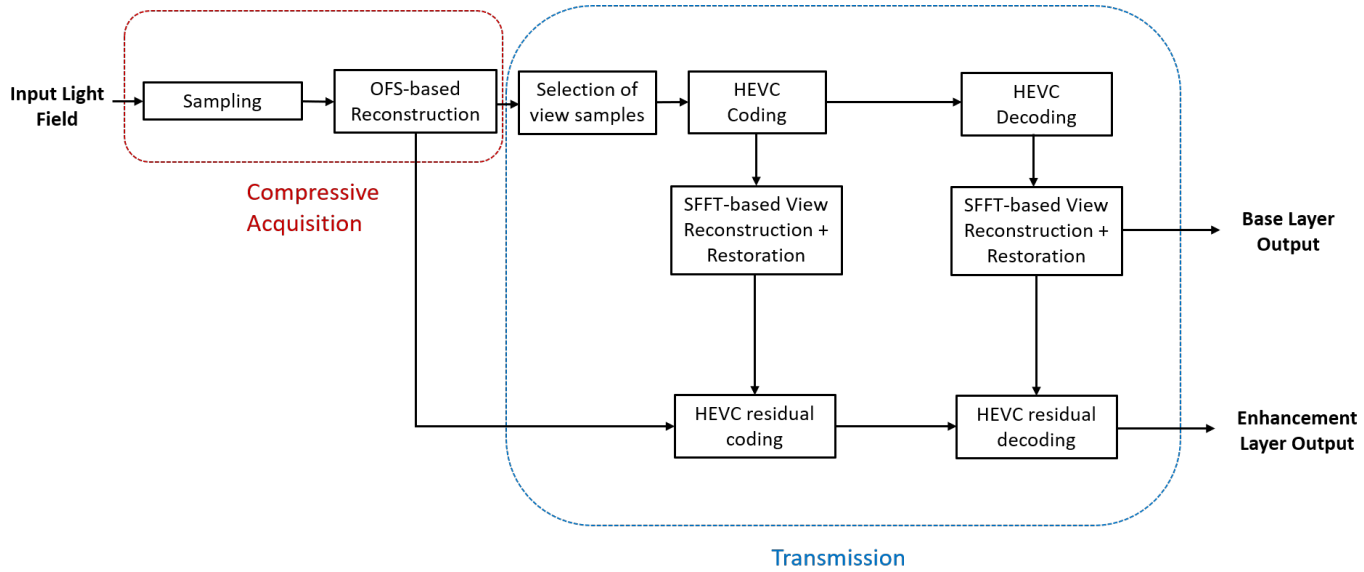 Input Light
Field
Sampling
OFS-based
Reconstruction
Compressive
Acquisition
Selection of
view samples
HEVC
Coding
HEVC
Decoding
SFFT-based View
Reconstruction +
Restoration
SFFT-based View
Reconstruction +
Restoration
Base Layer
Output
HEVC residual
coding
HEVC residual
decoding
Enhancement
Layer Output
Transmission